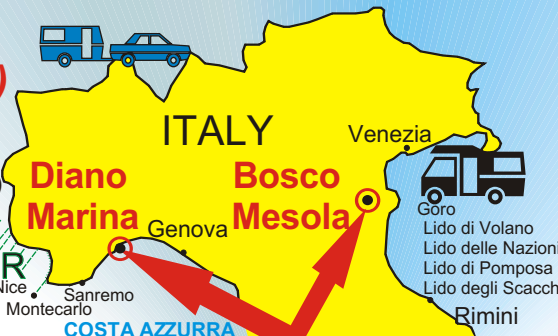 ITALY
Venezia
Diano
Marina
Bosco
Mesola
Genova
Goro
Lido di Volano
Lido delle Nazioni
Lido di Pomposa
Lido degli Scacch
Rimini
R
Nice
Montecarlo
Sanremo
COSTA AZZURRA